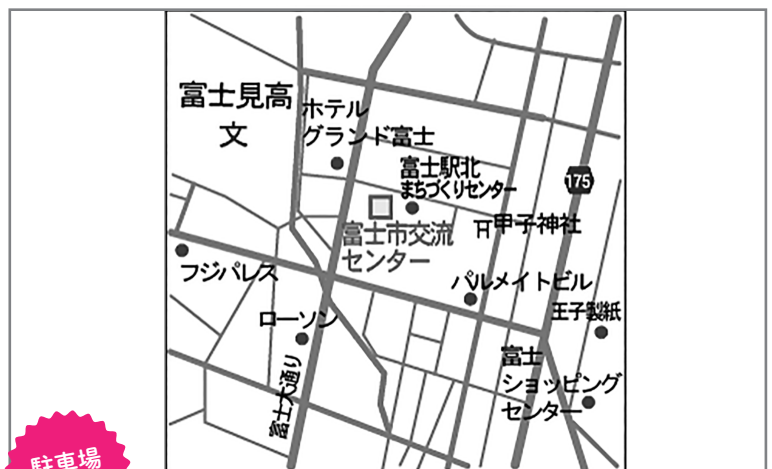 富士見高
文
ホテル
グランド富士
富士駅北
まちづくりセンター
175
甲子神社
富士市交流
センター
フジパレス
パルメイトビル
王子製紙
ローソン
富士
ショッピング
センター
富士大通り
駐車場